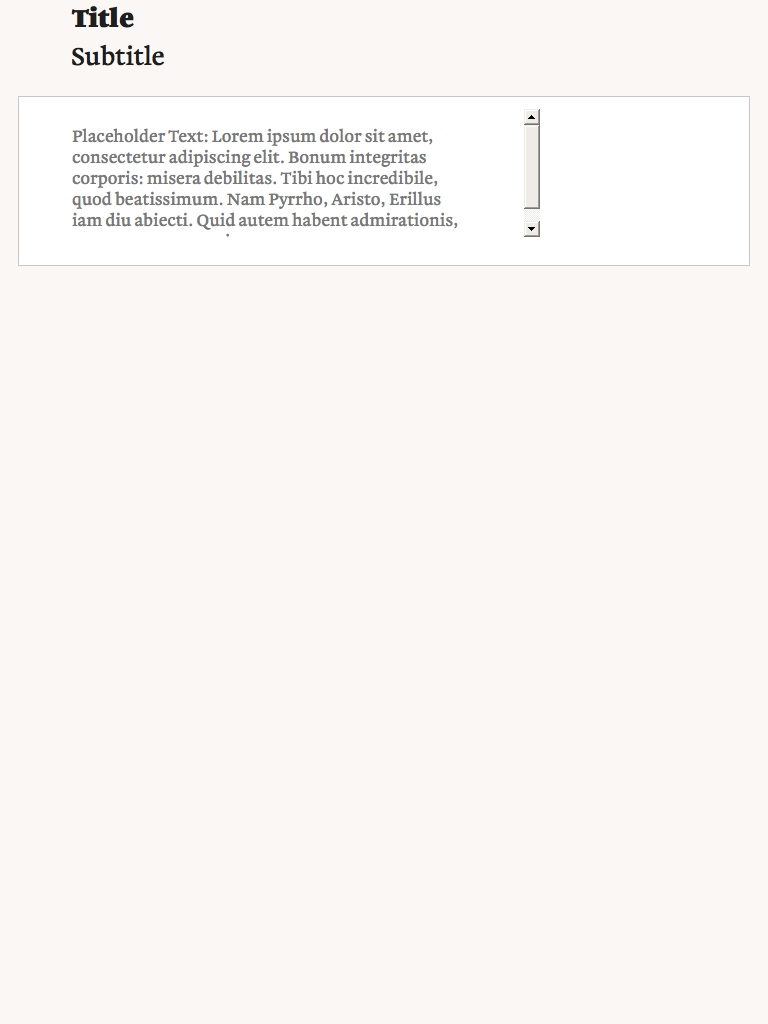 Title
Subtitle
Placeholder Text: Lorem ipsum dolor sit amet,
consectetur adipiscing elit. Bonum integritas
corporis: misera debilitas. Tibi hoc incredibile,
quod beatissimum. Nam Pyrrho, Aristo, Erillus
iam diu abiecti. Quid autem habent admirationis,